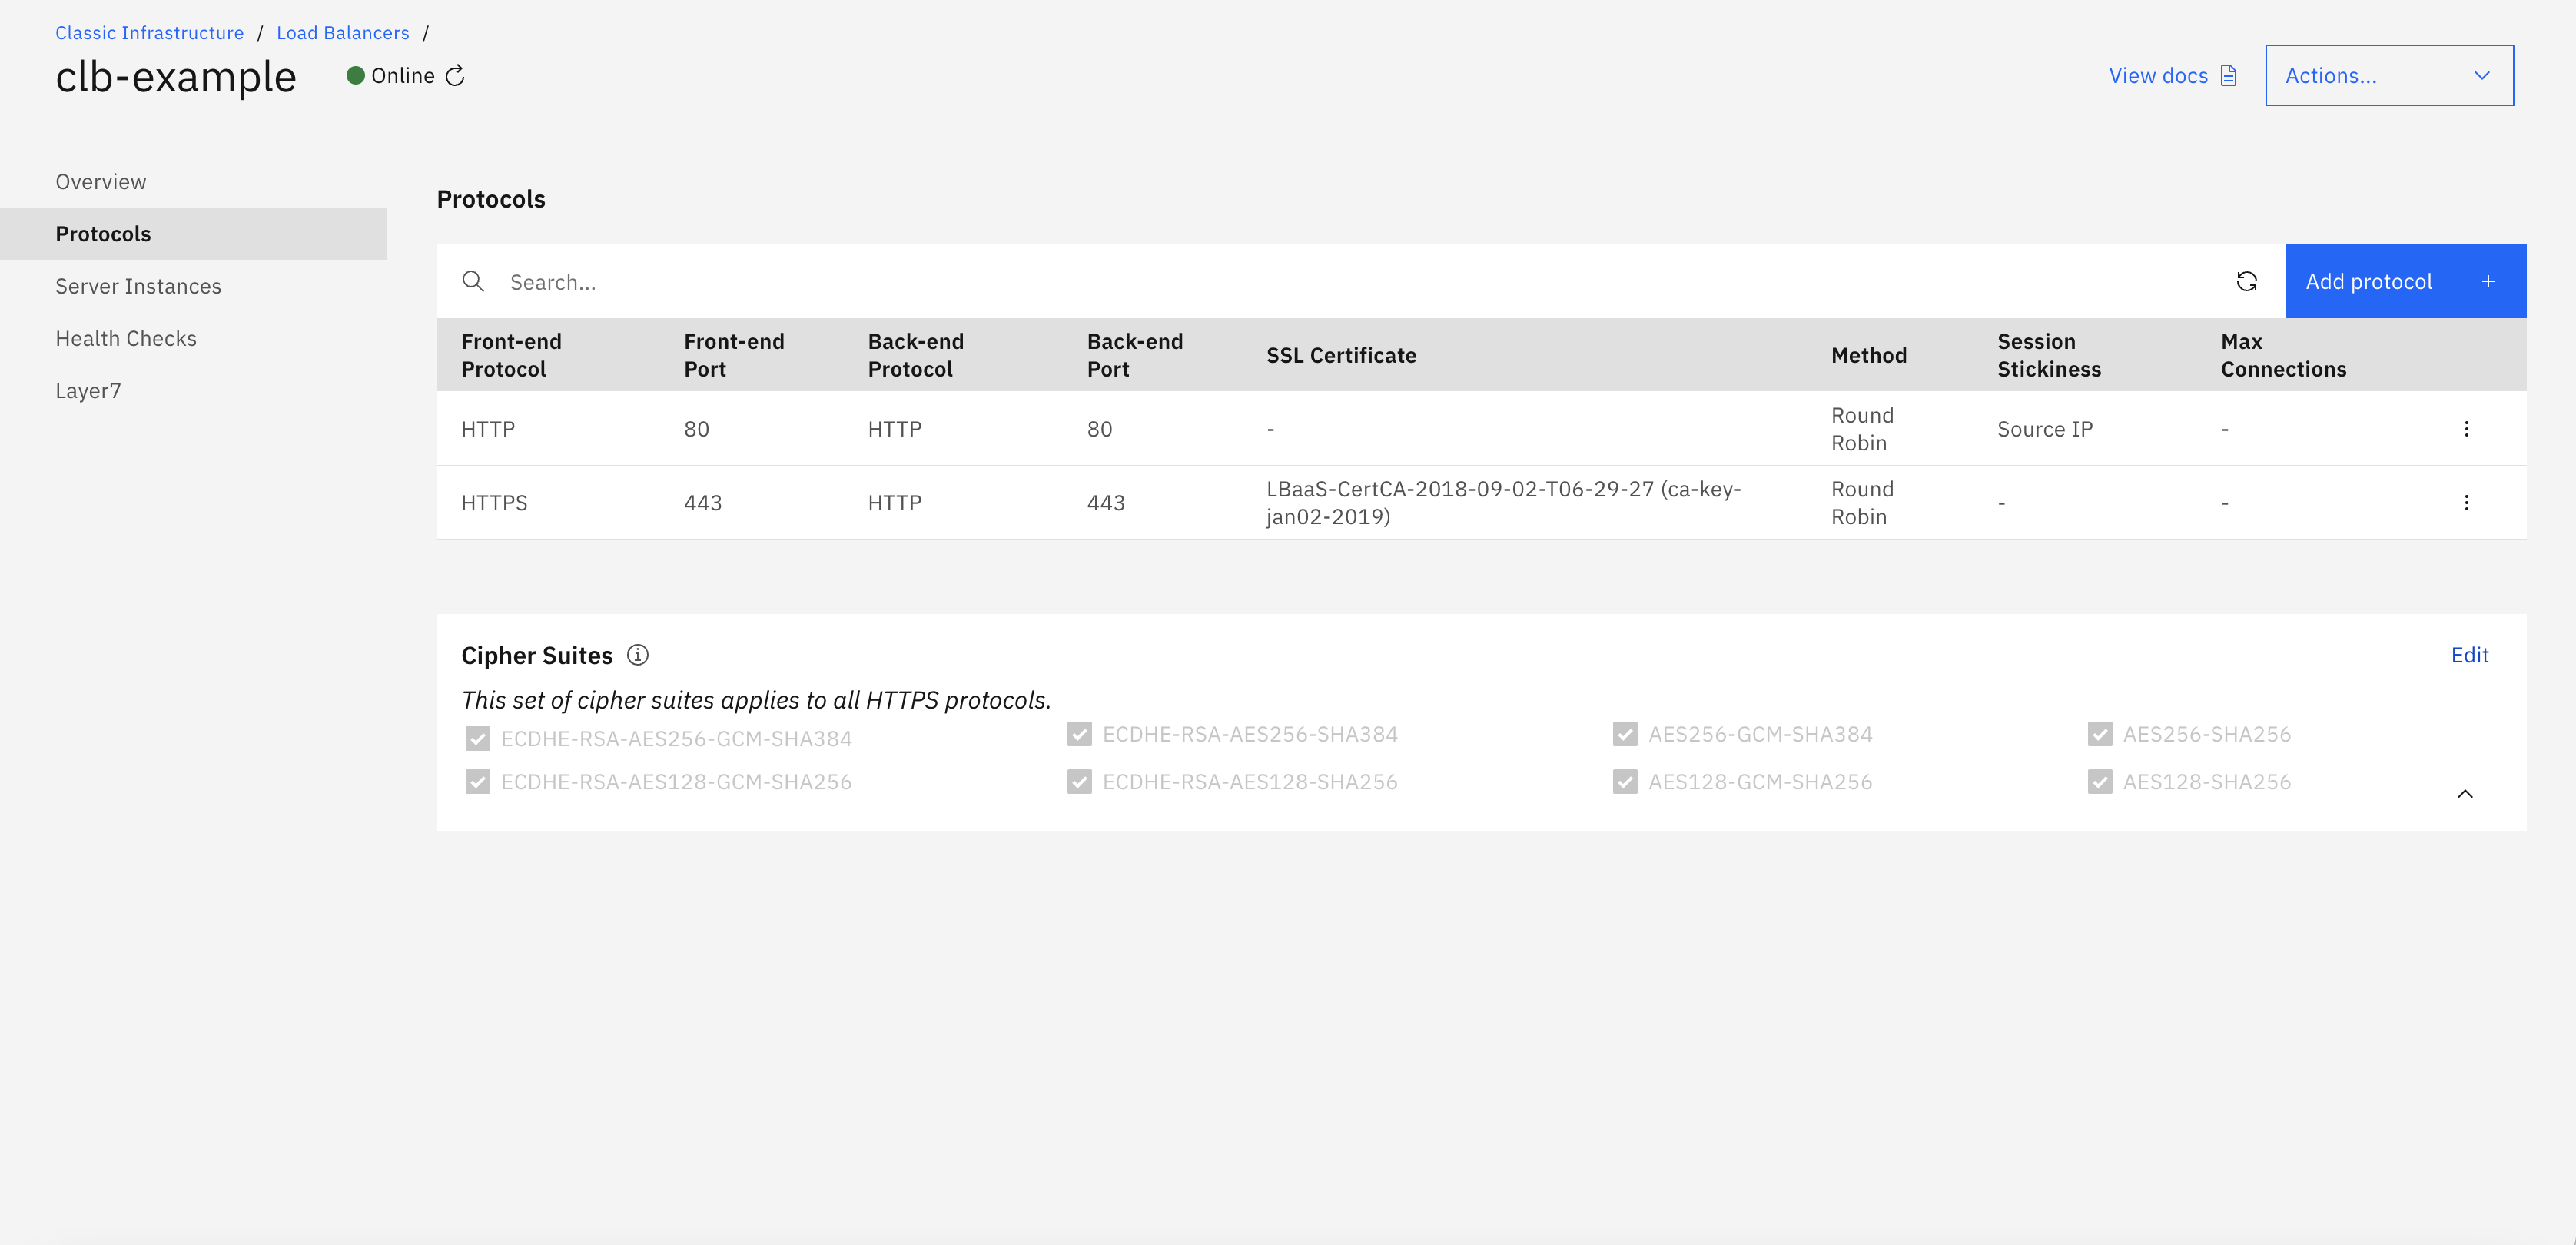 Classic Infrastructure / Load Balancers /
clb-example
Online
View docs
Actions...
Overview
Protocols
Server Instances
Health Checks
Layer7
Protocols
Search...
Add protocol +
Front-end Protocol
Front-end Port
Back-end Protocol
Back-end Port
SSL Certificate
Method
Session Stickiness
Max Connections
HTTP 80 HTTP 80 - Round Robin Source IP -
HTTPS 443 HTTP 443 LBaaS-CertCA-2018-09-02-T06-29-27 (ca-key-jan02-2019) Round Robin - -
Cipher Suites
Edit
This set of cipher suites applies to all HTTPS protocols.
ECDHE-RSA-AES256-GCM-SHA384 ECDHE-RSA-AES256-SHA384 AES256-GCM-SHA384 AES256-SHA256
ECDHE-RSA-AES128-GCM-SHA256 ECDHE-RSA-AES128-SHA256 AES128-GCM-SHA256 AES128-SHA256